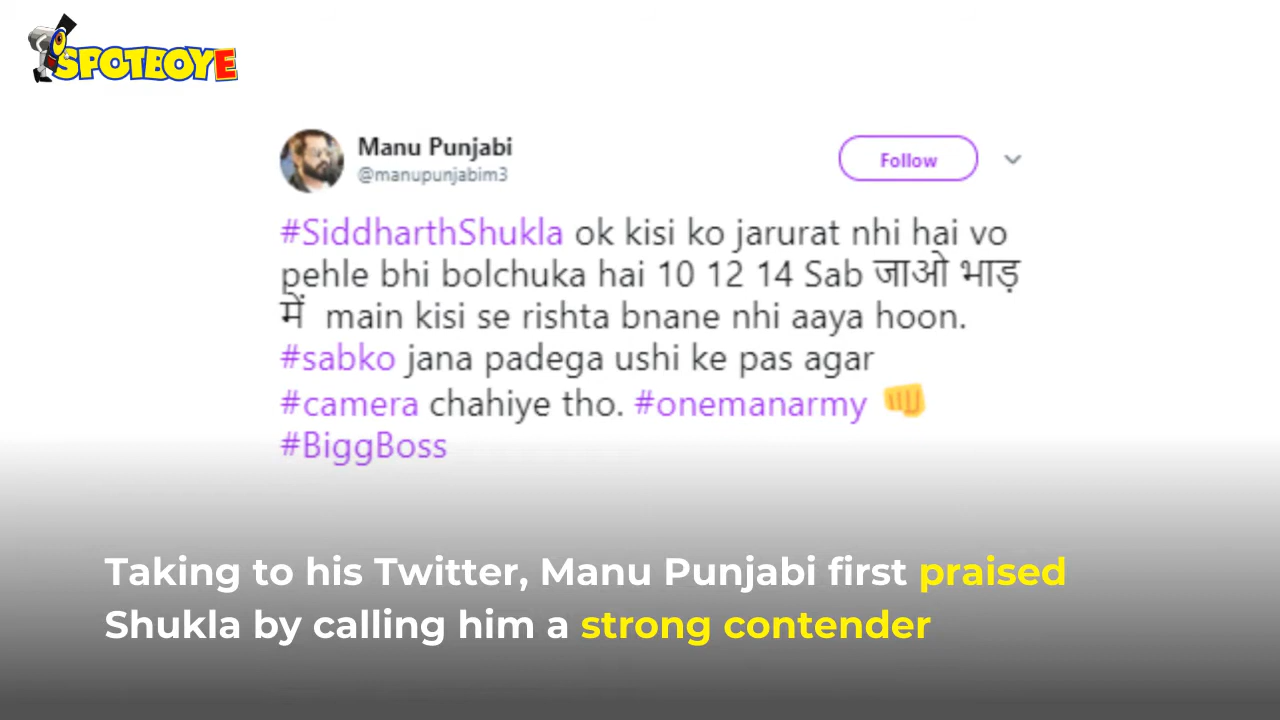 SPOTBOYE
Manu Punjabi
@manupunjabim3
Follow
#SiddharthShukla ok kisi ko jarurat nhi hai vo
pehle bhi bolchuka hai 10 12 14 Sab जाओ भाड़
में main kisi se rishta bnane nhi aaya hoon.
#sabko jana padega ushi ke pas agar
#camera chahiye tho. #onemanarmy 👊
#BiggBoss
Taking to his Twitter, Manu Punjabi first praised
Shukla by calling him a strong contender